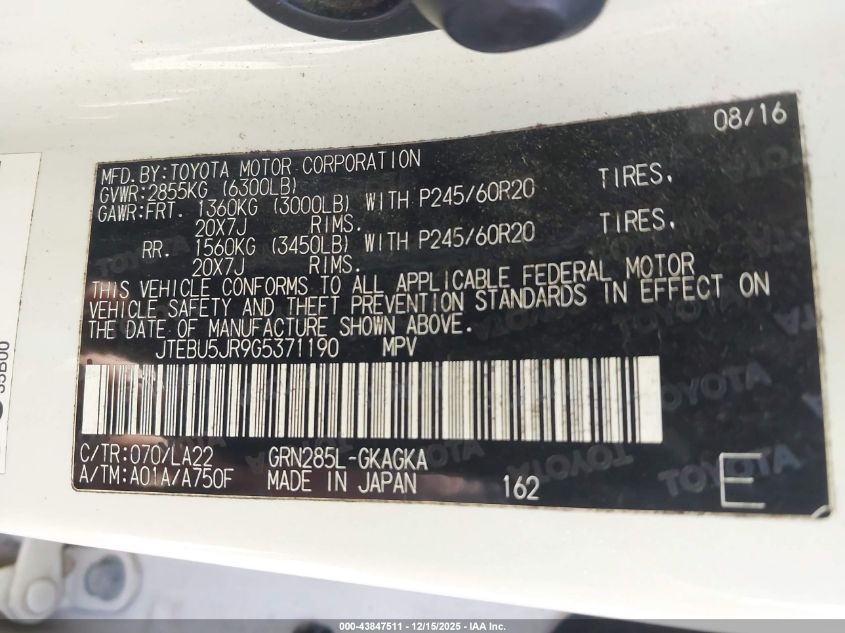 08/16
MFD.BY:TOYOTA MOTOR CORPORATION
GVWR:2855KG (6300LB)
GAWR:FRT. 1360KG (3000LB) WITH P245/60R20 TIRES.
20X7J RIMS.
RR. 1560KG (3450LB) WITH P245/60R20 TIRES.
20X7J RIMS.
THIS VEHICLE CONFORMS TO ALL APPLICABLE FEDERAL MOTOR
VEHICLE SAFETY AND THEFT PREVENTION STANDARDS IN EFFECT ON
THE DATE OF MANUFACTURE SHOWN ABOVE.
JTEBU5JR9G5371190 MPV
C/TR:070/LA22 GRN285L-GKAGKA
A/TM:A01A/A750F MADE IN JAPAN 162 E
35B00
TOYOTA
000-43847511 - 12/15/2025 - IAA Inc.